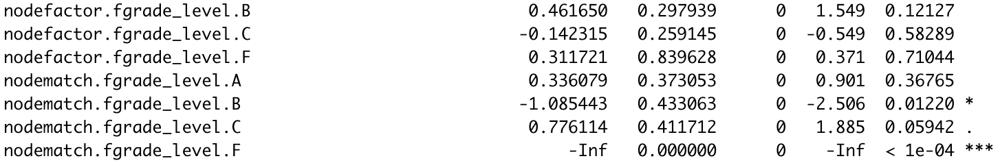 nodefactor.fgrade_level.B 0.461650 0.297939 0 1.549 0.12127
nodefactor.fgrade_level.C -0.142315 0.259145 0 -0.549 0.58289
nodefactor.fgrade_level.F 0.311721 0.839628 0 0.371 0.71044
nodematch.fgrade_level.A 0.336079 0.373053 0 0.901 0.36765
nodematch.fgrade_level.B -1.085443 0.433063 0 -2.506 0.01220 *
nodematch.fgrade_level.C 0.776114 0.411712 0 1.885 0.05942 .
nodematch.fgrade_level.F -Inf 0.000000 0 -Inf < 1e-04 ***